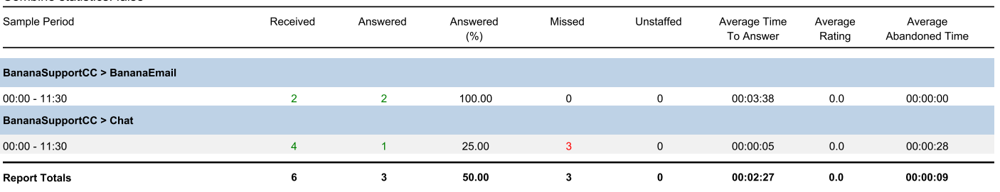 Combine statistics: false
Sample Period Received Answered Answered (%) Missed Unstaffed Average Time To Answer Average Rating Average Abandoned Time
BananaSupportCC > BananaEmail
00:00 - 11:30 2 2 100.00 0 0 00:03:38 0.0 00:00:00
BananaSupportCC > Chat
00:00 - 11:30 4 1 25.00 3 0 00:00:05 0.0 00:00:28
Report Totals 6 3 50.00 3 0 00:02:27 0.0 00:00:09